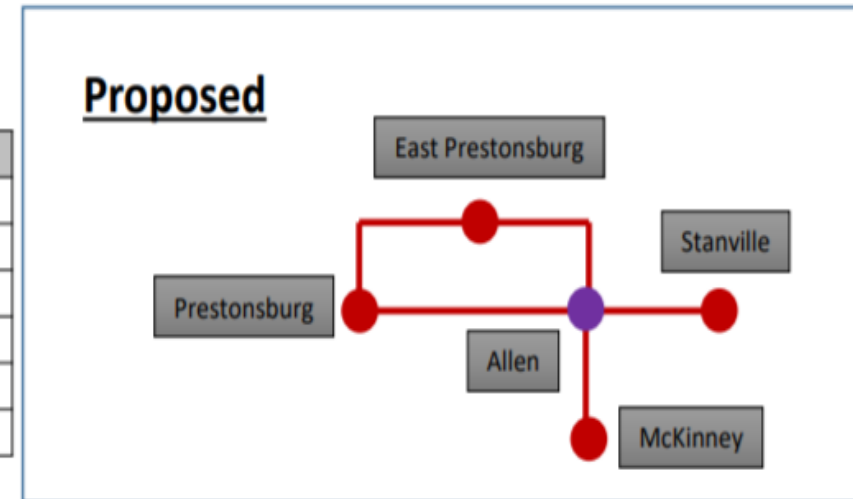 Proposed
East Prestonsburg
Stanville
Prestonsburg
Allen
McKinney